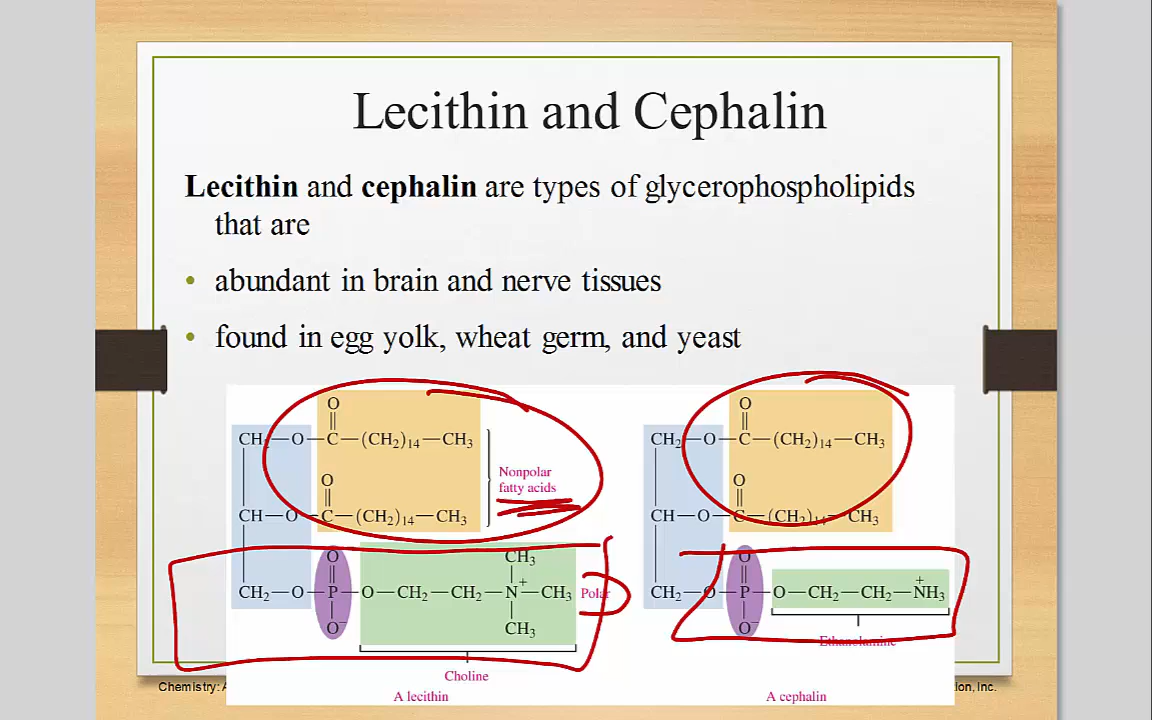 Lecithin and Cephalin
Lecithin and cephalin are types of glycerophospholipids
that are
• abundant in brain and nerve tissues
• found in egg yolk, wheat germ, and yeast
O
||
CH₂—O—C—(CH₂)₁₄—CH₃
O
||
CH—O—C—(CH₂)₁₄—CH₃
Nonpolar
fatty acids
O
||
CH₃
CH₂—O—P—O—CH₂—CH₂—N⁺—CH₃
O⁻
CH₃
Polar
Choline
A lecithin
O
||
CH₂—O—C—(CH₂)₁₄—CH₃
O
||
CH—O—C—(CH₂)₁₄—CH₃
O
||
CH₂—O—P—O—CH₂—CH₂—N⁺H₃
O⁻
Ethanolamine
A cephalin
Chemistry:
Inc.